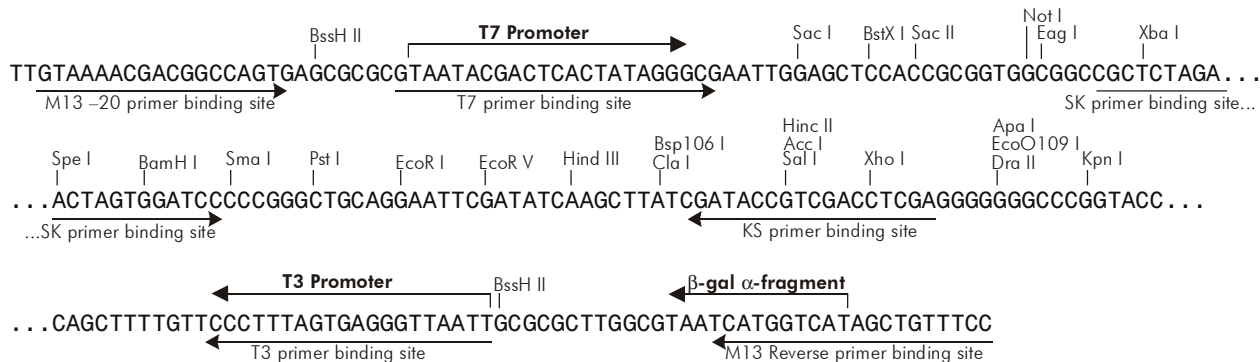 Not I
BssH II T7 Promoter Sac I BstX I Sac II Eag I Xba I
TTGTAAAACGACGGCCAGTGAGCGCGCGTAATACGACTCACTATAGGGCGAATTGGAGCTCCACCGCGGTGGCGGCCGCTCTAGA...
M13 –20 primer binding site T7 primer binding site SK primer binding site...
Hinc II Apa I
Bsp106 I Acc I EcoO109 I
Spe I BamH I Sma I Pst I EcoR I EcoR V Hind III Cla I Sal I Xho I Dra II Kpn I
...ACTAGTGGATCCCCCGGGCTGCAGGAATTCGATATCAAGCTTATCGATACCGTCGACCTCGAGGGGGGGCCCGGTACC...
...SK primer binding site KS primer binding site
T3 Promoter BssH II β-gal α-fragment
...CAGCTTTTGTTCCCTTTAGTGAGGGTTAATTGCGCGCTTGGCGTAATCATGGTCATAGCTGTTTCC
T3 primer binding site M13 Reverse primer binding site